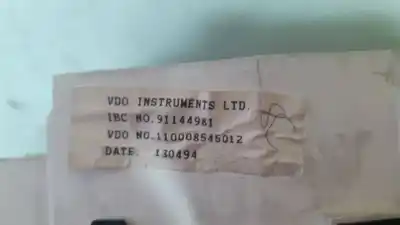 VDO INSTRUMENTS LTD.
IBC NO.91144981
VDO NO.110008545012
DATE. 130494